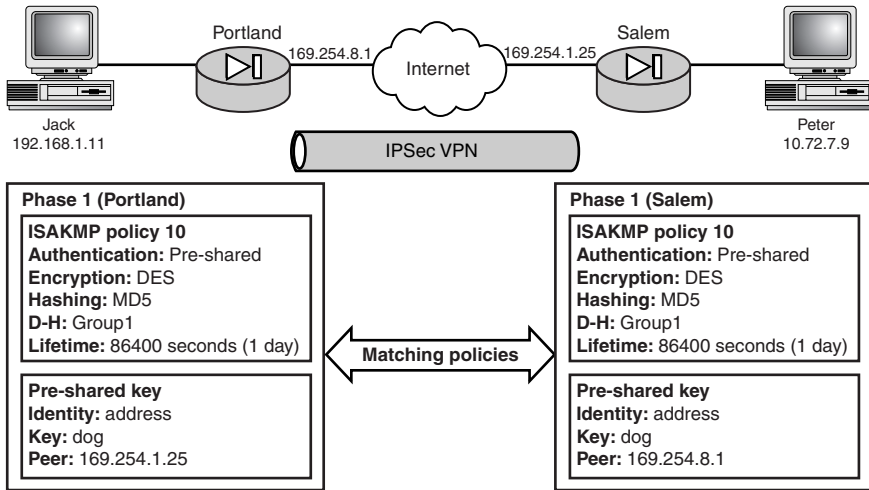 Portland
Salem
169.254.8.1
Internet
169.254.1.25
Jack
192.168.1.11
Peter
10.72.7.9
IPSec VPN
Phase 1 (Portland)
ISAKMP policy 10
Authentication: Pre-shared
Encryption: DES
Hashing: MD5
D-H: Group1
Lifetime: 86400 seconds (1 day)
Pre-shared key
Identity: address
Key: dog
Peer: 169.254.1.25
Matching policies
Phase 1 (Salem)
ISAKMP policy 10
Authentication: Pre-shared
Encryption: DES
Hashing: MD5
D-H: Group1
Lifetime: 86400 seconds (1 day)
Pre-shared key
Identity: address
Key: dog
Peer: 169.254.8.1